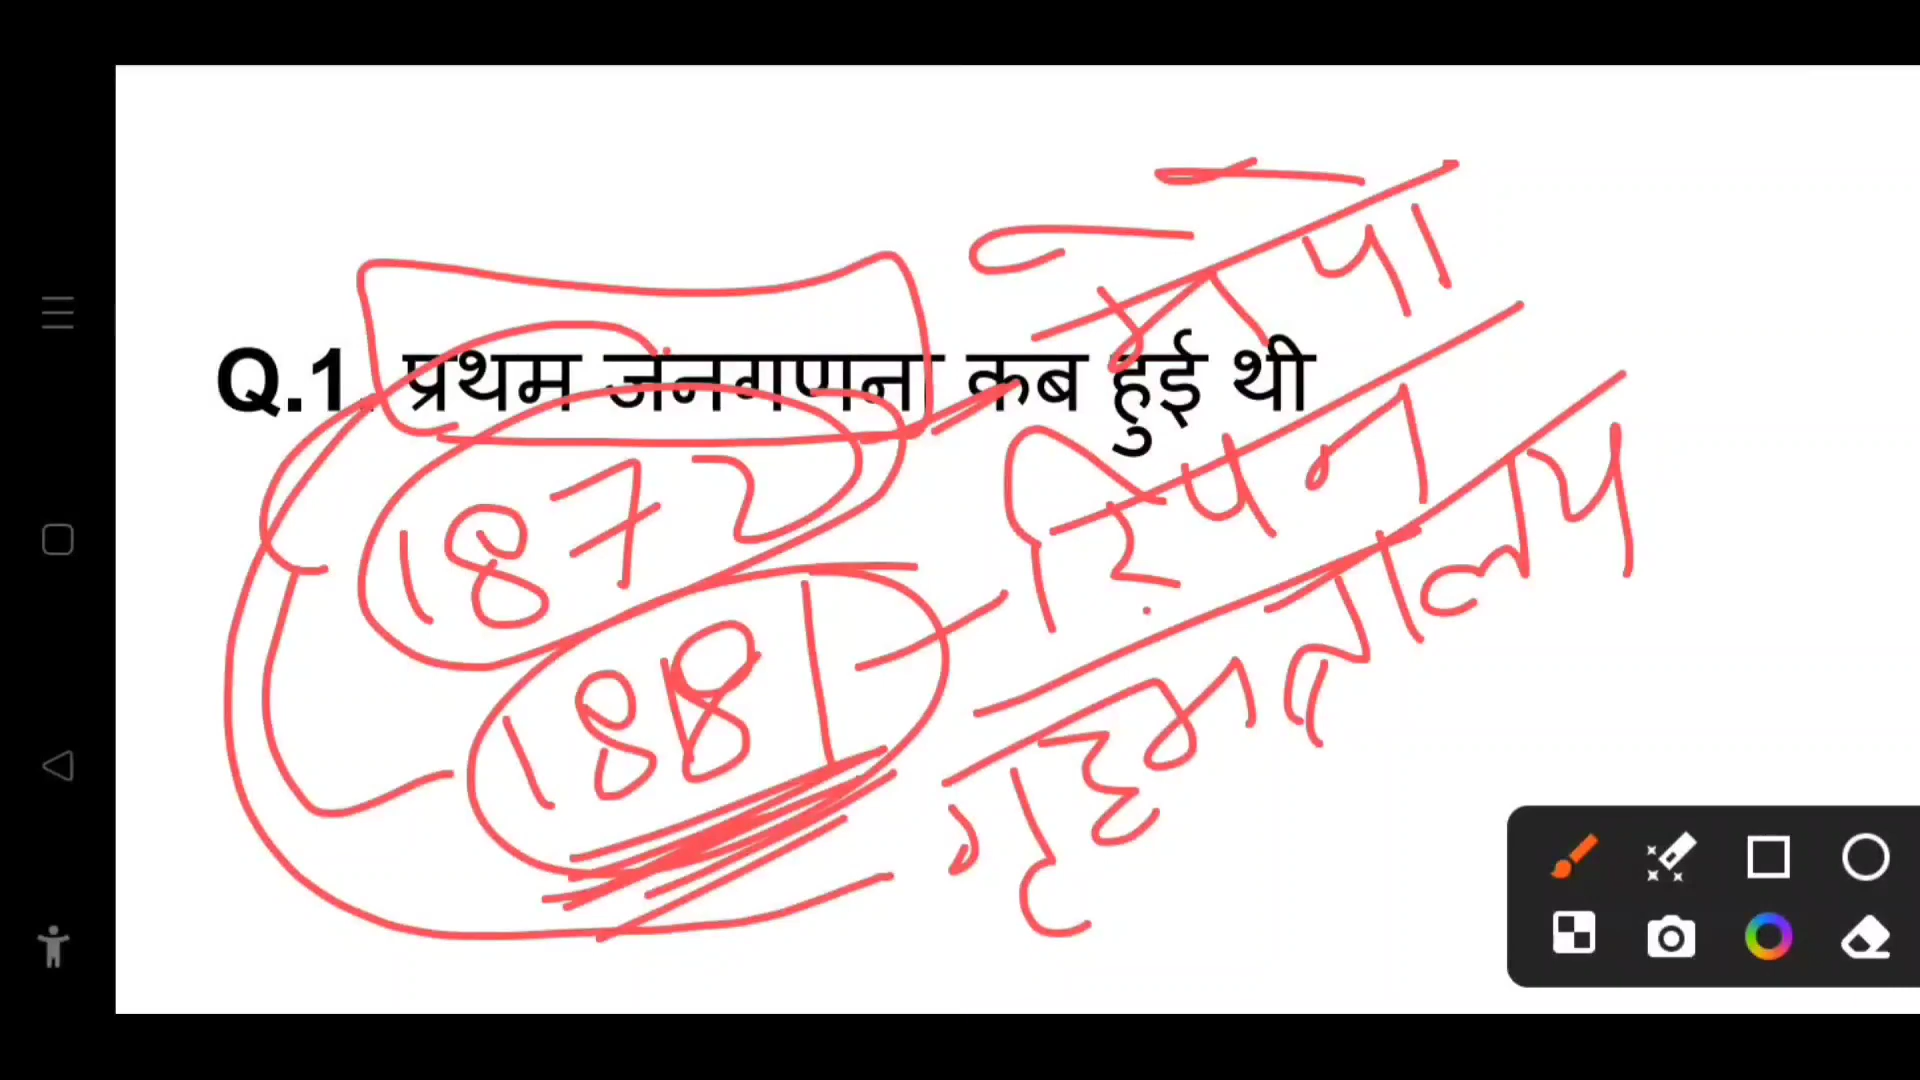 मेयो
Q.1. प्रथम जनगणना कब हुई थी
1872
रिपन
1881
गृहमंत्रालय